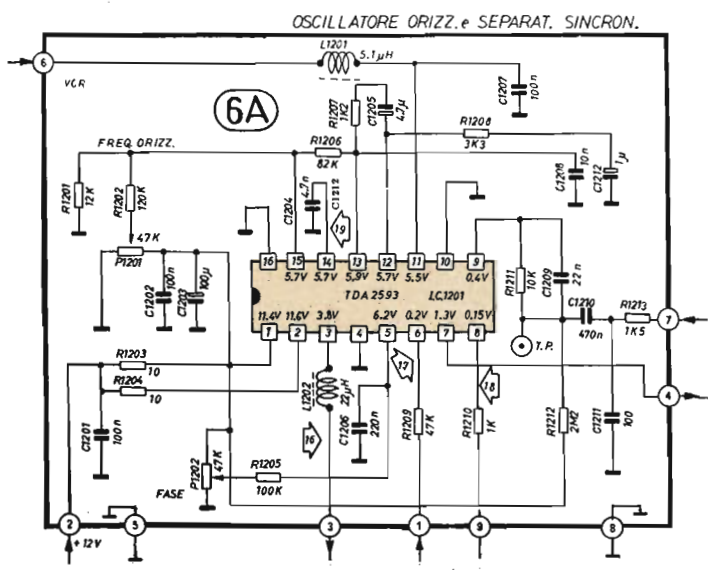 OSCILLATORE ORIZZ. e SEPARAT. SINCRON.
L1201
5.1µH
6
VCR
6A
R1207
1K2
C1205
4.7µ
C1207
100n
R1208
3K3
FREQ. ORIZZ.
R1206
82K
C1208
10n
C1212
1µ
R1201
12K
R1202
120K
C1204
4.7n
C1212
19
47K
P1201
C1202
100n
C1203
100µ
16 15 14 13 12 11 10 9
5.7V 5.7V 5.9V 5.7V 5.5V 0.4V
TDA 2593 I.C.1201
11.4V 11.6V 3.8V 6.2V 0.2V 1.3V 0.15V
1 2 3 4 5 6 7 8
R1211
10K
C1209
22n
C1210
470n
R1213
1K5
7
T.P.
R1203
10
R1204
10
L1202
22µH
17
18
4
C1201
100n
16
C1206
220n
R1209
47K
R1210
1K
R1212
2M2
C1211
100
P1202
47K
R1205
100K
FASE
2 5 3 1 9 8
+12V